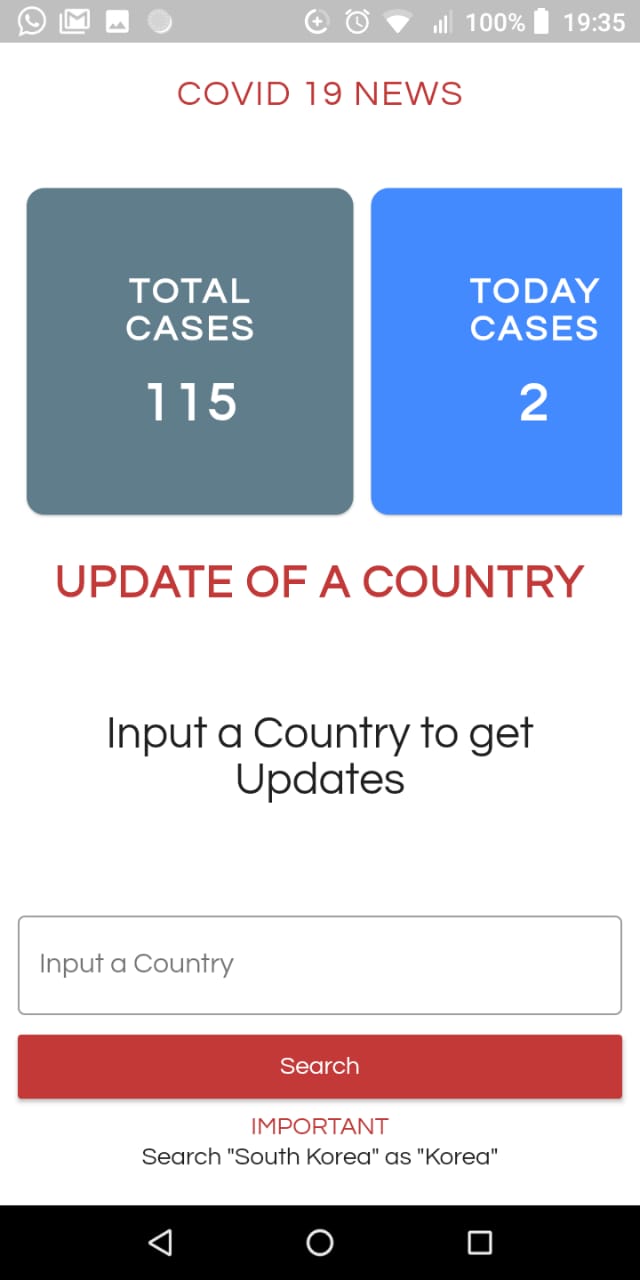 100% 19:35
COVID 19 NEWS
TOTAL
CASES
115
TODAY
CASES
2
UPDATE OF A COUNTRY
Input a Country to get
Updates
Input a Country
Search
IMPORTANT
Search "South Korea" as "Korea"